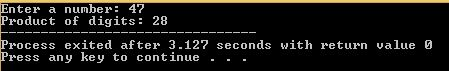 Enter a number: 47
Product of digits: 28
--------------------------------
Process exited after 3.127 seconds with return value 0
Press any key to continue . . .